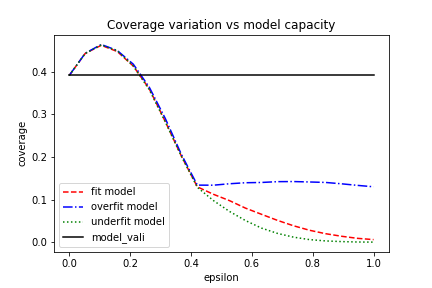 Coverage variation vs model capacity
coverage
0.4
0.3
0.2
0.1
0.0
fit model
overfit model
underfit model
model_vali
0.0 0.2 0.4 0.6 0.8 1.0
epsilon